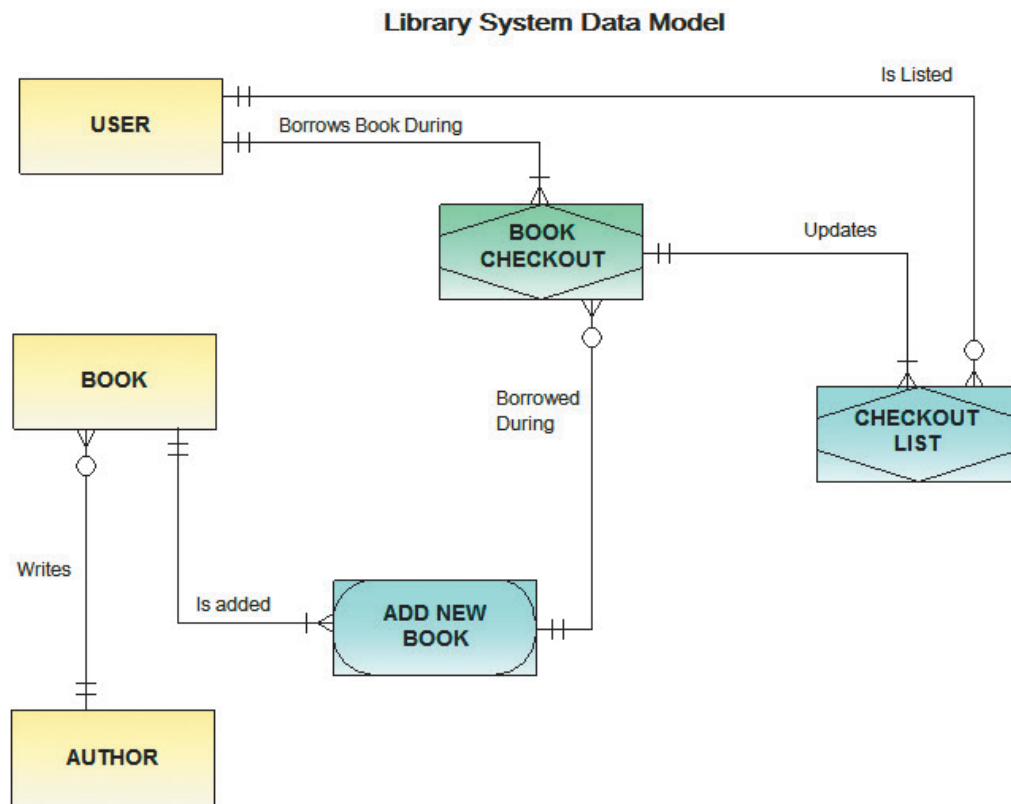 Library System Data Model
Is Listed
USER
Borrows Book During
BOOK
CHECKOUT
Updates
BOOK
Borrowed
During
CHECKOUT
LIST
Writes
Is added
ADD NEW
BOOK
AUTHOR